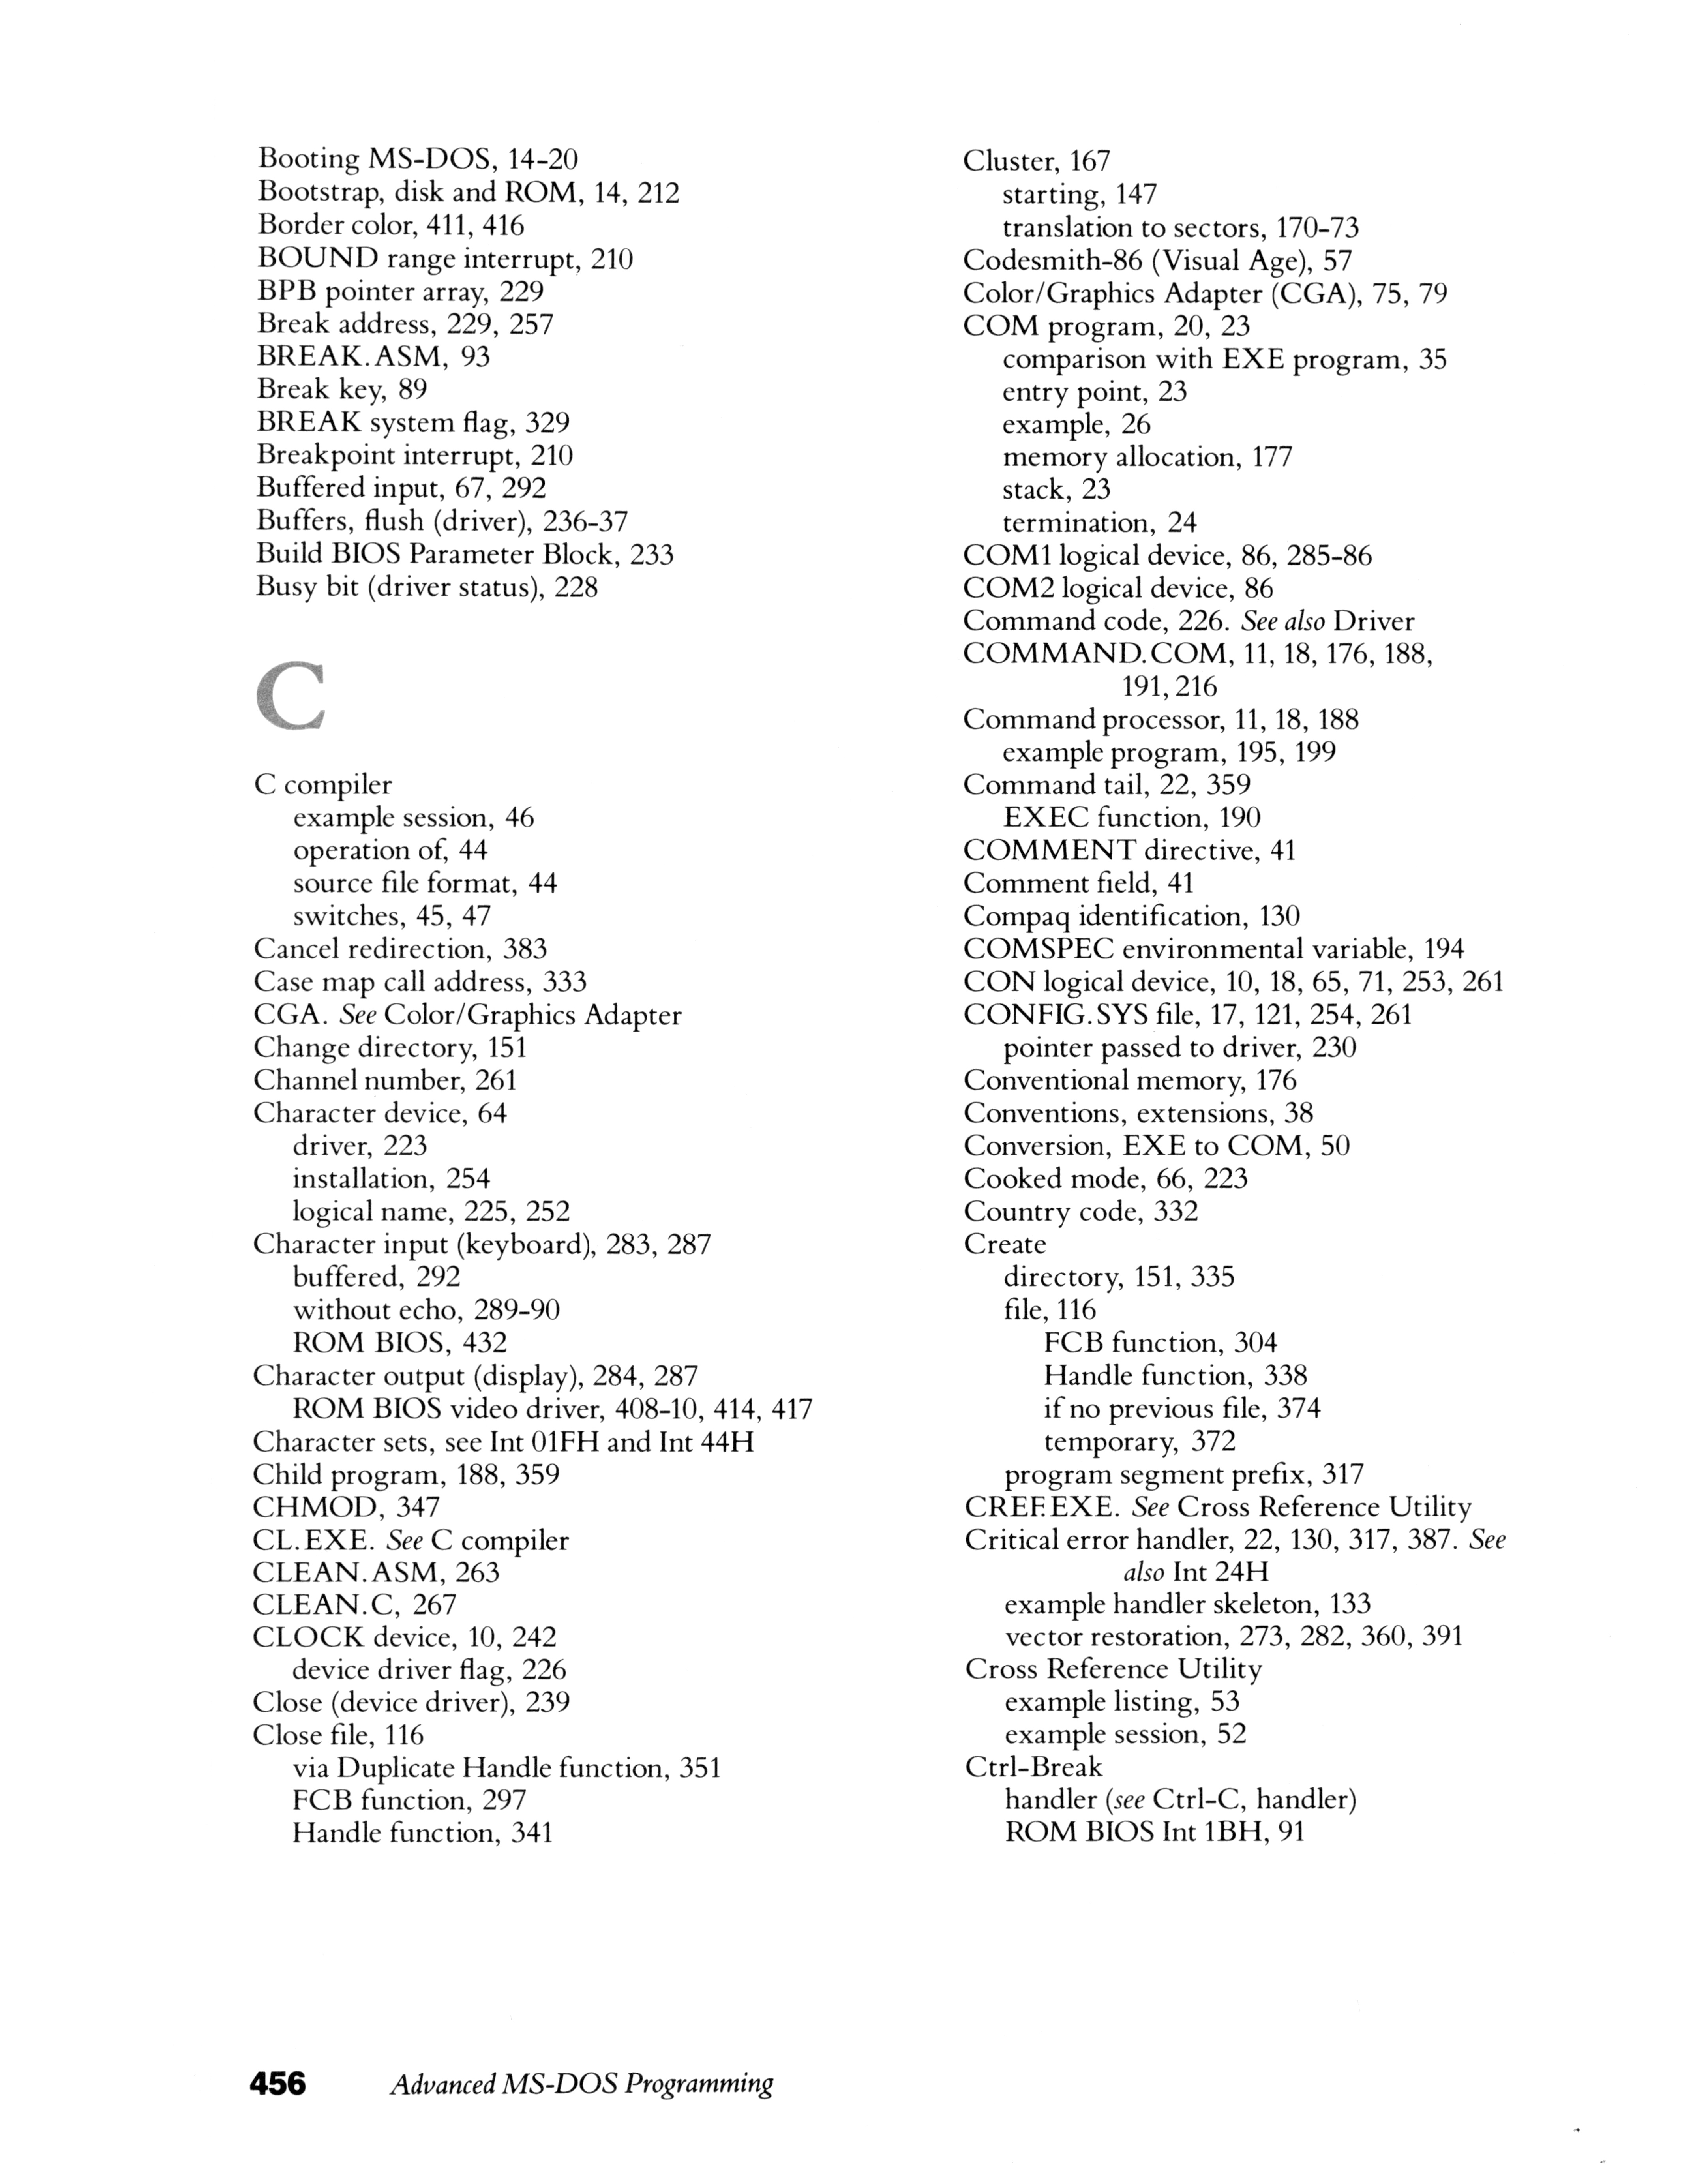 Booting MS-DOS, 14-20
Bootstrap, disk and ROM, 14, 212
Border color, 411, 416
BOUND range interrupt, 210
BPB pointer array, 229
Break address, 229, 257
BREAK.ASM, 93
Break key, 89
BREAK system flag, 329
Breakpoint interrupt, 210
Buffered input, 67, 292
Buffers, flush (driver), 236-37
Build BIOS Parameter Block, 233
Busy bit (driver status), 228
C
C compiler
example session, 46
operation of, 44
source file format, 44
switches, 45, 47
Cancel redirection, 383
Case map call address, 333
CGA. See Color/Graphics Adapter
Change directory, 151
Channel number, 261
Character device, 64
driver, 223
installation, 254
logical name, 225, 252
Character input (keyboard), 283, 287
buffered, 292
without echo, 289-90
ROM BIOS, 432
Character output (display), 284, 287
ROM BIOS video driver, 408-10, 414, 417
Character sets, see Int 01FH and Int 44H
Child program, 188, 359
CHMOD, 347
CL.EXE. See C compiler
CLEAN.ASM, 263
CLEAN.C, 267
CLOCK device, 10, 242
device driver flag, 226
Close (device driver), 239
Close file, 116
via Duplicate Handle function, 351
FCB function, 297
Handle function, 341
Cluster, 167
starting, 147
translation to sectors, 170-73
Codesmith-86 (Visual Age), 57
Color/Graphics Adapter (CGA), 75, 79
COM program, 20, 23
comparison with EXE program, 35
entry point, 23
example, 26
memory allocation, 177
stack, 23
termination, 24
COM1 logical device, 86, 285-86
COM2 logical device, 86
Command code, 226. See also Driver
COMMAND.COM, 11, 18, 176, 188,
191, 216
Command processor, 11, 18, 188
example program, 195, 199
Command tail, 22, 359
EXEC function, 190
COMMENT directive, 41
Comment field, 41
Compaq identification, 130
COMSPEC environmental variable, 194
CON logical device, 10, 18, 65, 71, 253, 261
CONFIG.SYS file, 17, 121, 254, 261
pointer passed to driver, 230
Conventional memory, 176
Conventions, extensions, 38
Conversion, EXE to COM, 50
Cooked mode, 66, 223
Country code, 332
Create
directory, 151, 335
file, 116
FCB function, 304
Handle function, 338
if no previous file, 374
temporary, 372
program segment prefix, 317
CREF.EXE. See Cross Reference Utility
Critical error handler, 22, 130, 317, 387. See
also Int 24H
example handler skeleton, 133
vector restoration, 273, 282, 360, 391
Cross Reference Utility
example listing, 53
example session, 52
Ctrl-Break
handler (see Ctrl-C, handler)
ROM BIOS Int 1BH, 91
456 Advanced MS-DOS Programming